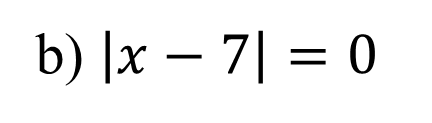 b) |x − 7| = 0